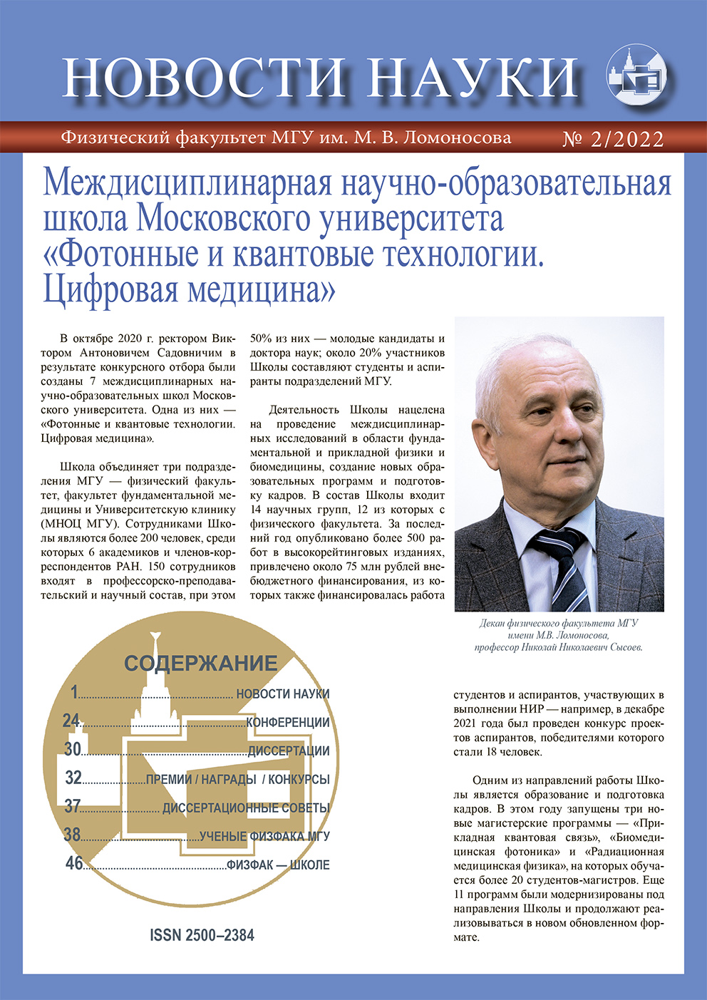 НОВОСТИ НАУКИ
Физический факультет МГУ им. М. В. Ломоносова
№ 2/2022
Междисциплинарная научно-образовательная
школа Московского университета
«Фотонные и квантовые технологии.
Цифровая медицина»
В октябре 2020 г. ректором Вик-
тором Антоновичем Садовничим в
результате конкурсного отбора были
созданы 7 междисциплинарных на-
учно-образовательных школ Москов-
ского университета. Одна из них —
«Фотонные и квантовые технологии.
Цифровая медицина».
Школа объединяет три подразде-
ления МГУ — физический факуль-
тет, факультет фундаментальной ме-
дицины и Университетскую клинику
(МНОЦ МГУ). Сотрудниками Шко-
лы являются более 200 человек, среди
которых 6 академиков и членов-кор-
респондентов РАН. 150 сотрудников
входят в профессорско-преподава-
тельский и научный состав, при этом
50% из них — молодые кандидаты и
доктора наук; около 20% участников
Школы составляют студенты и аспи-
ранты подразделений МГУ.
Деятельность Школы нацелена
на проведение междисциплинар-
ных исследований в области фунда-
ментальной и прикладной физики и
биомедицины, создание новых обра-
зовательных программ и подготов-
ку кадров. В состав Школы входит
14 научных групп, 12 из которых с
физического факультета. За послед-
ний год опубликовано более 500 ра-
бот в высокорейтинговых изданиях,
привлечено около 75 млн рублей вне-
бюджетного финансирования, из ко-
торых также финансировалась работа
Декан физического факультета МГУ
имени М.В. Ломоносова,
профессор Николай Николаевич Сысоев.
студентов и аспирантов, участвующих в
выполнении НИР — например, в декабре
2021 года был проведен конкурс проек-
тов аспирантов, победителями которого
стали 18 человек.
Одним из направлений работы Шко-
лы является образование и подготовка
кадров. В этом году запущены три но-
вые магистерские программы — «При-
кладная квантовая связь», «Биомеди-
цинская фотоника» и «Радиационная
медицинская физика», на которых обуча-
ется более 20 студентов-магистров. Еще
11 программ были модернизированы под
направления Школы и продолжают реа-
лизовываться в новом обновленном фор-
мате.
СОДЕРЖАНИЕ
1.................................................... НОВОСТИ НАУКИ
24.......................................................КОНФЕРЕНЦИИ
30.......................................................ДИССЕРТАЦИИ
32.....................ПРЕМИИ / НАГРАДЫ / КОНКУРСЫ
37.......................... ДИССЕРТАЦИОННЫЕ СОВЕТЫ
38.......................................УЧЕНЫЕ ФИЗФАКА МГУ
46................................................ФИЗФАК — ШКОЛЕ
ISSN 2500–2384